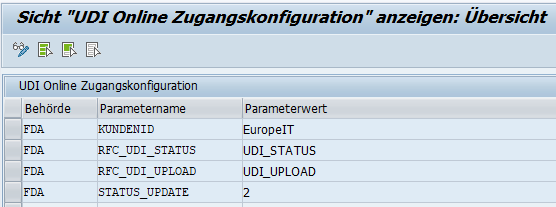 Sicht "UDI Online Zugangskonfiguration" anzeigen: Übersicht
UDI Online Zugangskonfiguration
Behörde Parametername Parameterwert
FDA KUNDENID EuropeIT
FDA RFC_UDI_STATUS UDI_STATUS
FDA RFC_UDI_UPLOAD UDI_UPLOAD
FDA STATUS_UPDATE 2